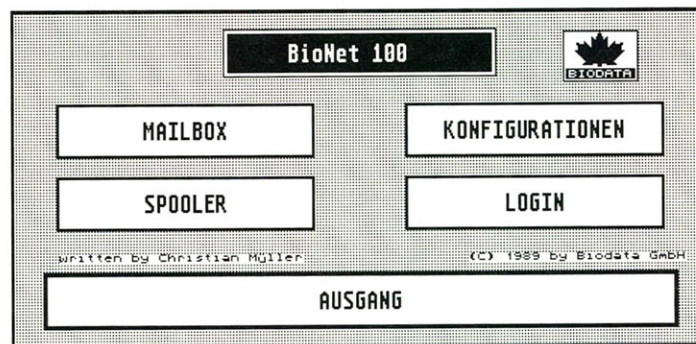 BioNet 100
BIODATA
MAILBOX
KONFIGURATIONEN
SPOOLER
LOGIN
written by Christian Müller
(C) 1989 by Biodata GmbH
AUSGANG